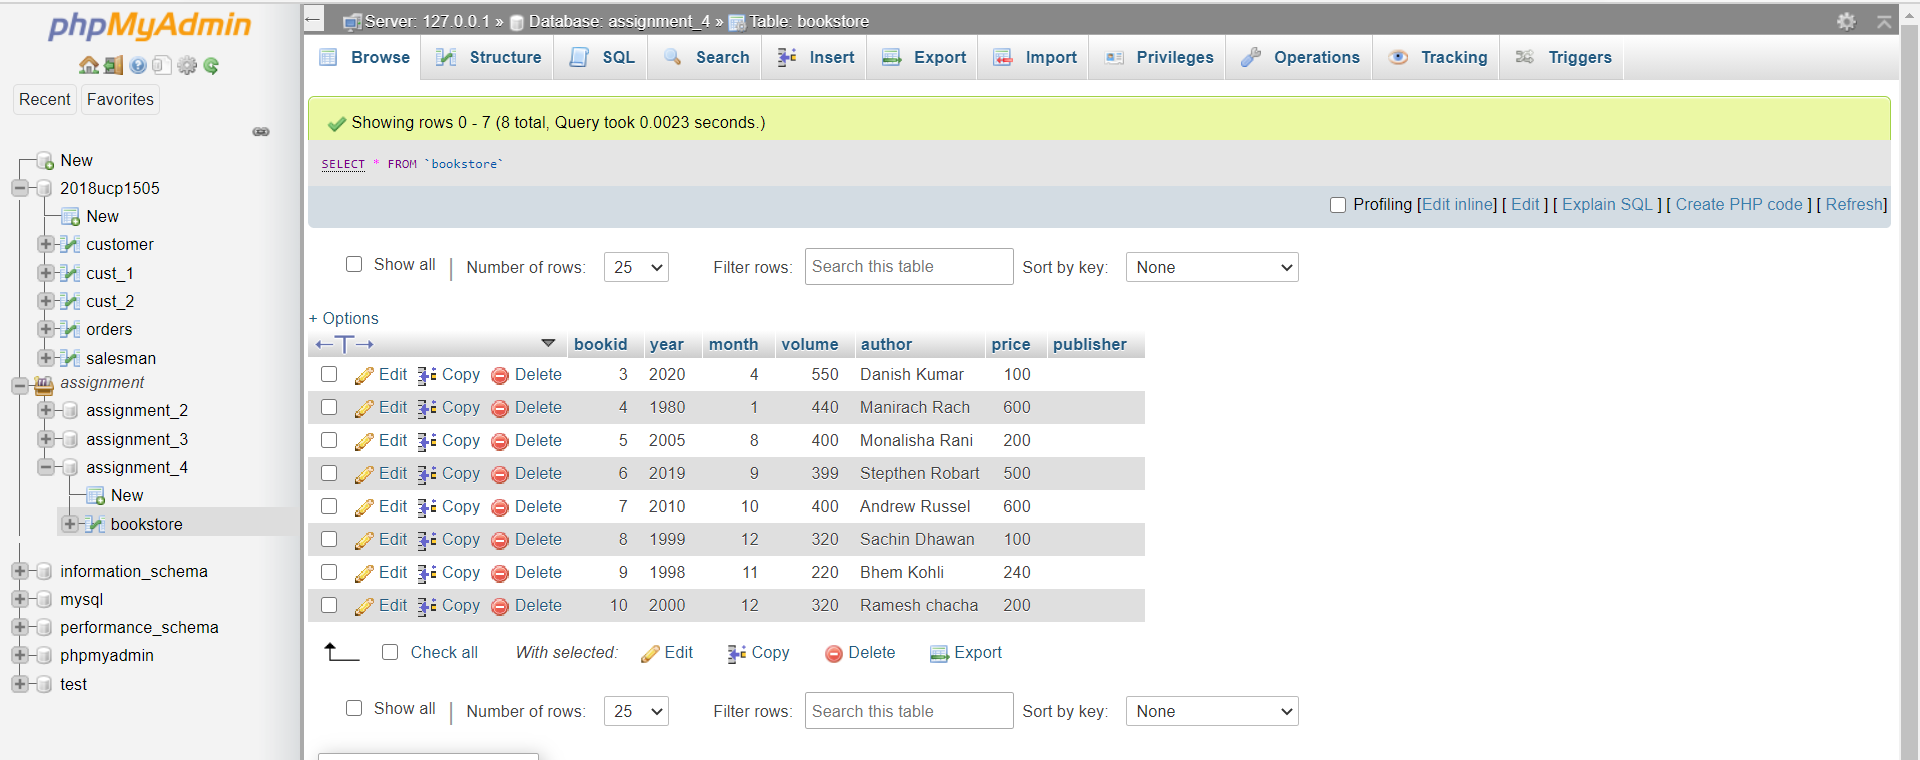 phpMyAdmin
Recent Favorites
New
2018ucp1505
New
customer
cust_1
cust_2
orders
salesman
assignment
assignment_2
assignment_3
assignment_4
New
bookstore
information_schema
mysql
performance_schema
phpmyadmin
test
Server: 127.0.0.1 » Database: assignment_4 » Table: bookstore
Browse Structure SQL Search Insert Export Import Privileges Operations Tracking Triggers
Showing rows 0 - 7 (8 total, Query took 0.0023 seconds.)
SELECT * FROM `bookstore`
Profiling [Edit inline] [ Edit ] [ Explain SQL ] [ Create PHP code ] [ Refresh]
Show all | Number of rows: 25 Filter rows: Search this table Sort by key: None
+ Options
←T→ bookid year month volume author price publisher
Edit Copy Delete 3 2020 4 550 Danish Kumar 100
Edit Copy Delete 4 1980 1 440 Manirach Rach 600
Edit Copy Delete 5 2005 8 400 Monalisha Rani 200
Edit Copy Delete 6 2019 9 399 Stepthen Robart 500
Edit Copy Delete 7 2010 10 400 Andrew Russel 600
Edit Copy Delete 8 1999 12 320 Sachin Dhawan 100
Edit Copy Delete 9 1998 11 220 Bhem Kohli 240
Edit Copy Delete 10 2000 12 320 Ramesh chacha 200
Check all With selected: Edit Copy Delete Export
Show all | Number of rows: 25 Filter rows: Search this table Sort by key: None